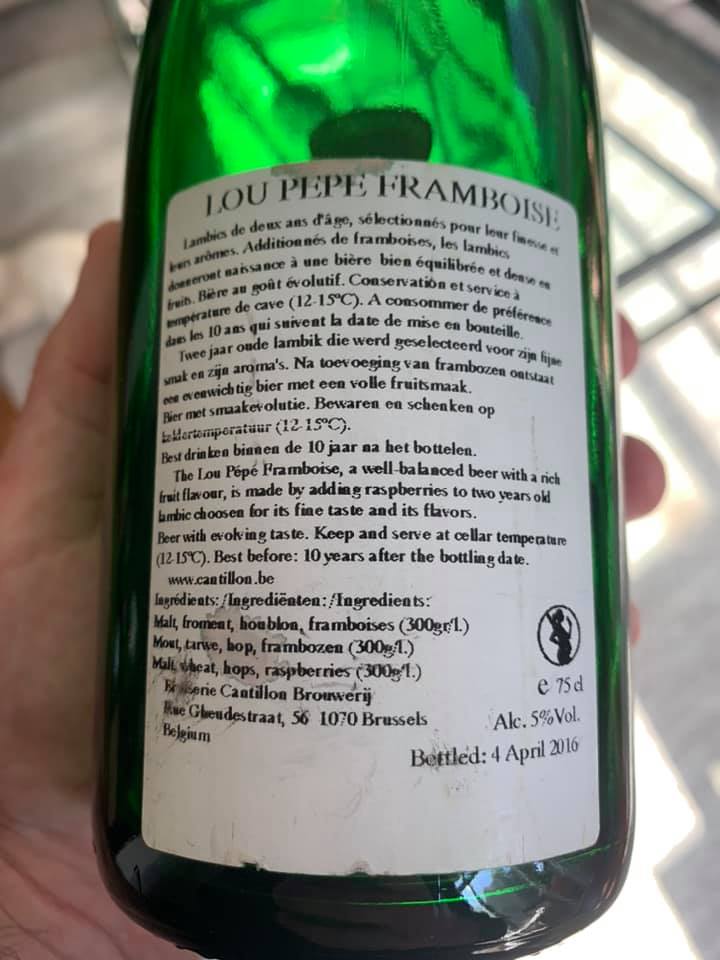 LOU PEPE FRAMBOISE
Lambics de deux ans d'âge, sélectionnés pour leur finesse et
leurs arômes. Additionnés de framboises, les lambics
donneront naissance à une bière bien équilibrée et dense en
fruits. Bière au goût évolutif. Conservation et service à
température de cave (12-15°C). A consommer de préférence
dans les 10 ans qui suivent la date de mise en bouteille.
Twee jaar oude lambik die werd geselecteerd voor zijn fijne
smak en zijn aroma's. Na toevoeging van frambozen ontstaat
een evenwichtig bier met een volle fruitsmaak.
Bier met smaakevolutie. Bewaren en schenken op
keldertemperatuur (12-15°C).
Best drinken binnen de 10 jaar na het bottelen.
The Lou Pépé Framboise, a well-balanced beer with a rich
fruit flavour, is made by adding raspberries to two years old
lambic choosen for its fine taste and its flavors.
Beer with evolving taste. Keep and serve at cellar temperature
(12-15°C). Best before: 10 years after the bottling date.
www.cantillon.be
Ingrédients:/Ingrediënten:/Ingredients:
Malt, froment, houblon, framboises (300gr/l.)
Mout, tarwe, hop, frambozen (300g/l.)
Malt, wheat, hops, raspberries (300g/l.)
Brasserie Cantillon Brouwerij
Rue Gheudestraat, 56 1070 Brussels
Belgium
e 75 cl
Alc. 5%Vol.
Bottled: 4 April 2016